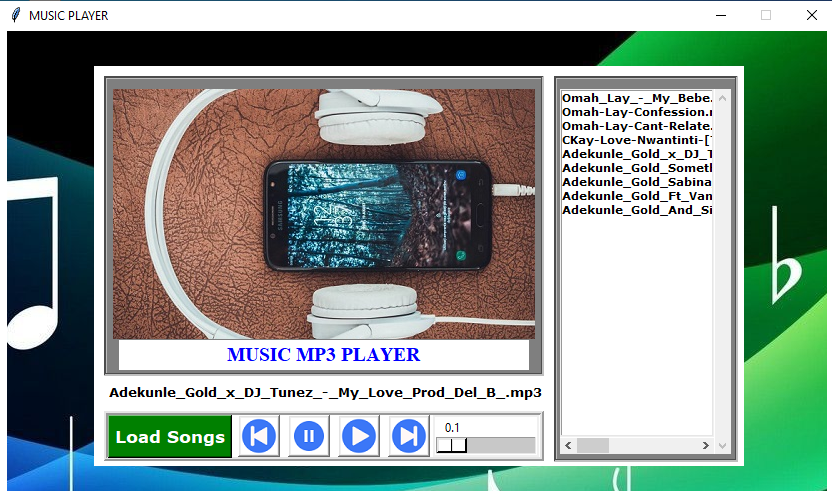 MUSIC PLAYER
SAMSUNG
MUSIC MP3 PLAYER
Adekunle_Gold_x_DJ_Tunez_-_My_Love_Prod_Del_B_.mp3
Load Songs
0.1
Omah_Lay_-_My_Bebe.
Omah-Lay-Confession.
Omah-Lay-Cant-Relate.
CKay-Love-Nwantinti-[
Adekunle_Gold_x_DJ_T
Adekunle_Gold_Someth
Adekunle_Gold_Sabina
Adekunle_Gold_Ft_Van
Adekunle_Gold_And_Si